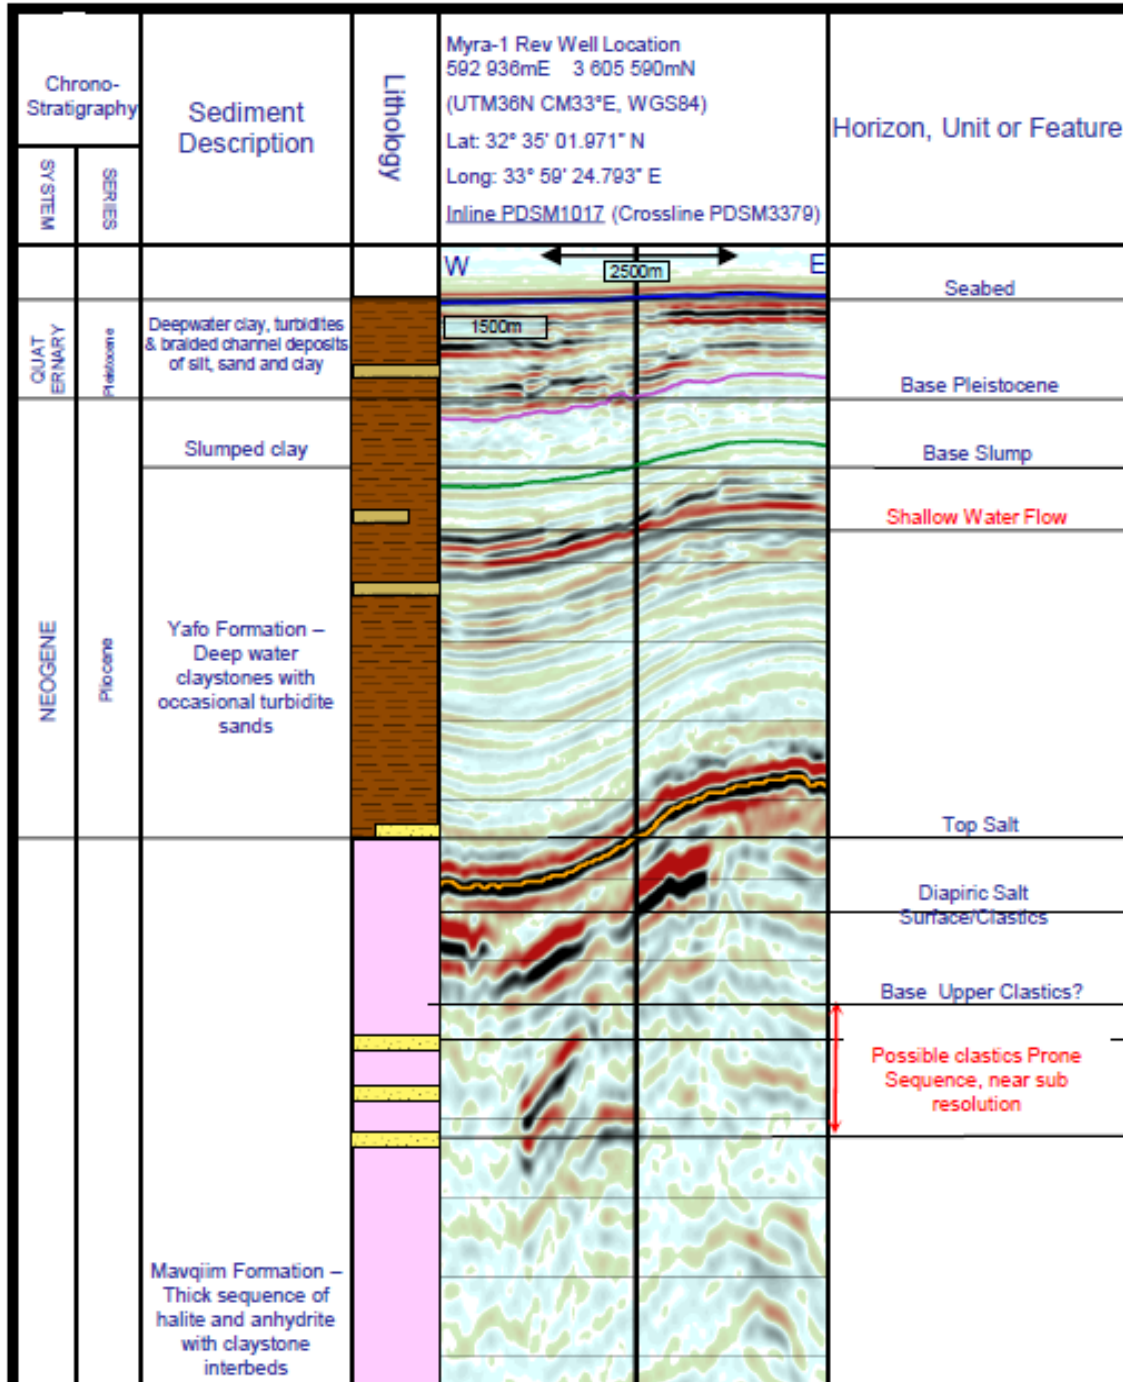 Chrono-
Stratigraphy
SYSTEM
SERIES
Sediment
Description
Lithology
Myra-1 Rev Well Location
592 936mE 3 605 590mN
(UTM36N CM33°E, WGS84)
Lat: 32° 35' 01.971" N
Long: 33° 59' 24.793" E
Inline PDSM1017 (Crossline PDSM3379)
Horizon, Unit or Feature
W
2500m
E
Seabed
1500m
QUAT
ERNARY
Pleistocene
Deepwater clay, turbidites
& braided channel deposits
of silt, sand and clay
Base Pleistocene
Slumped clay
Base Slump
Shallow Water Flow
NEOGENE
Pliocene
Yafo Formation –
Deep water
claystones with
occasional turbidite
sands
Top Salt
Diapiric Salt
Surface/Clastics
Base Upper Clastics?
Possible clastics Prone
Sequence, near sub
resolution
Mavqiim Formation –
Thick sequence of
halite and anhydrite
with claystone
interbeds